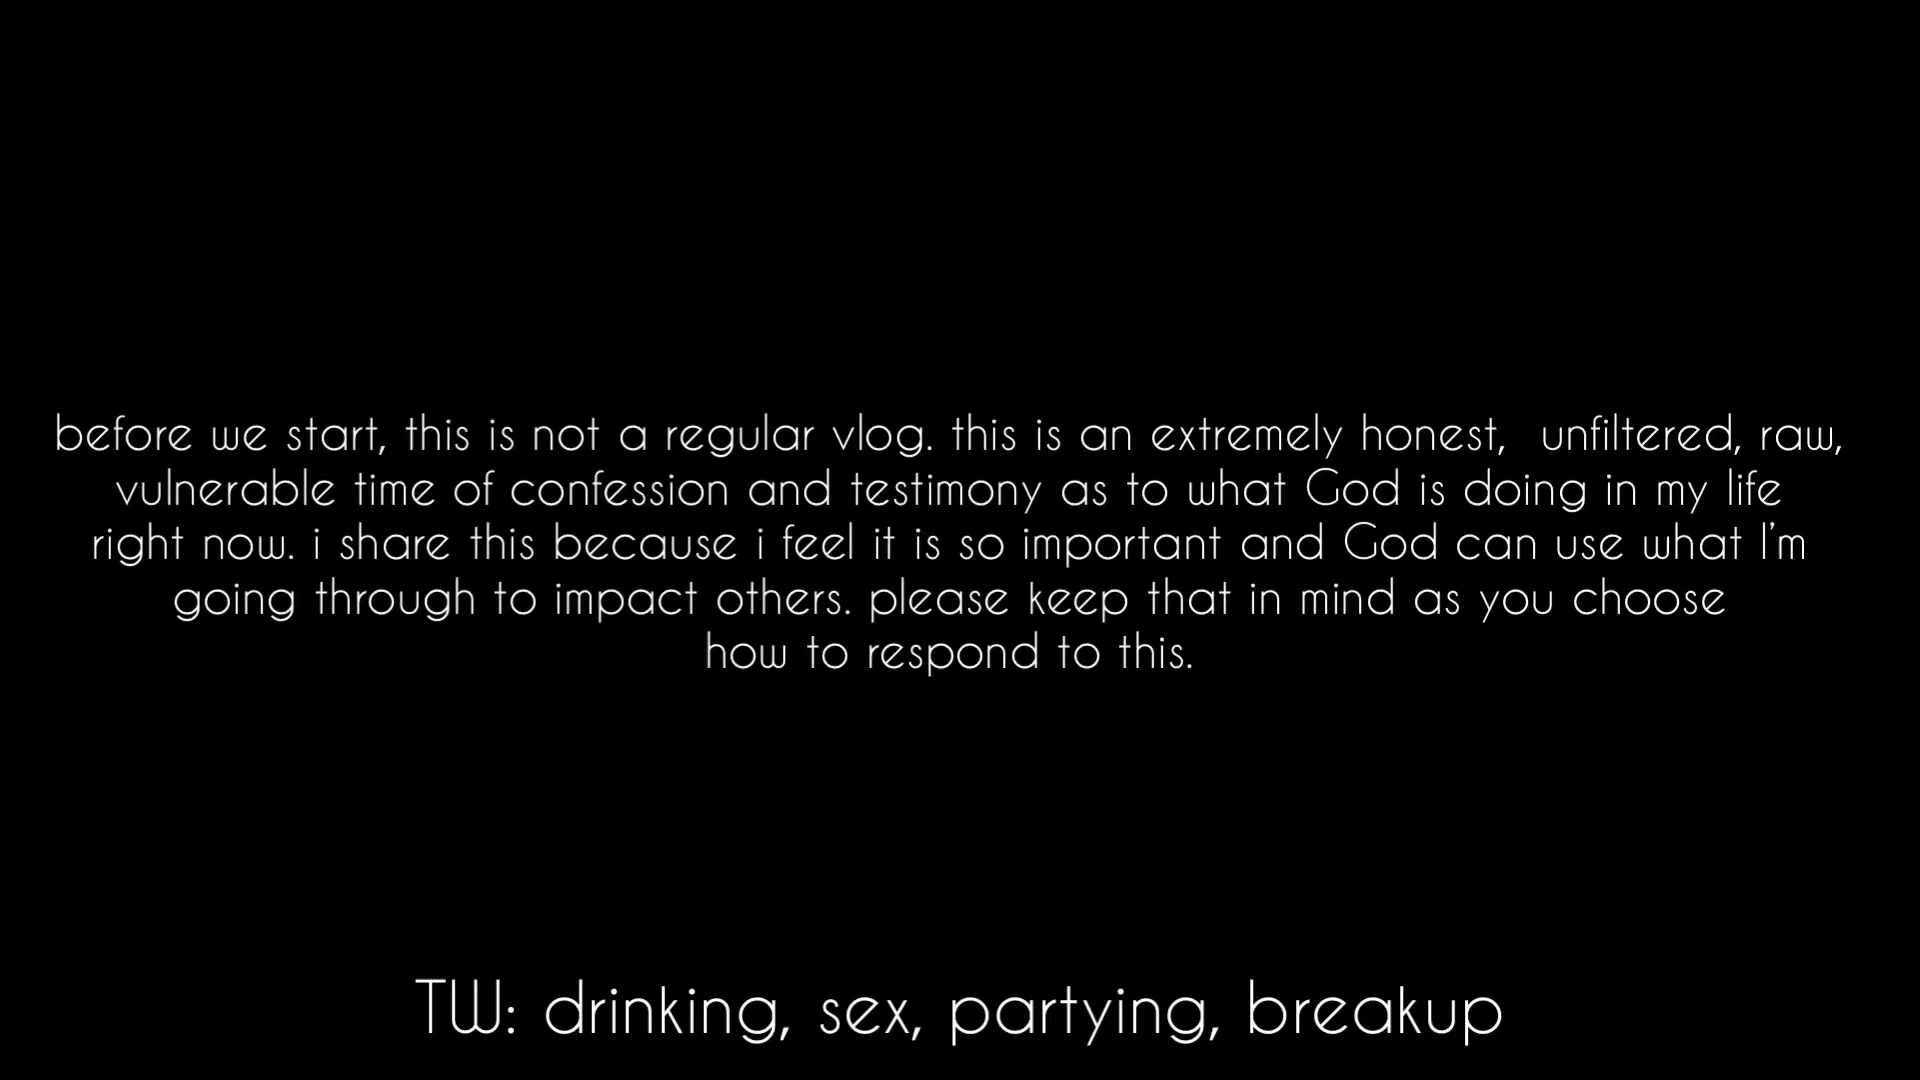 before we start, this is not a regular vlog. this is an extremely honest,  unfiltered, raw,
vulnerable time of confession and testimony as to what God is doing in my life
right now. i share this because i feel it is so important and God can use what I'm
going through to impact others. please keep that in mind as you choose
how to respond to this.
TW: drinking, sex, partying, breakup